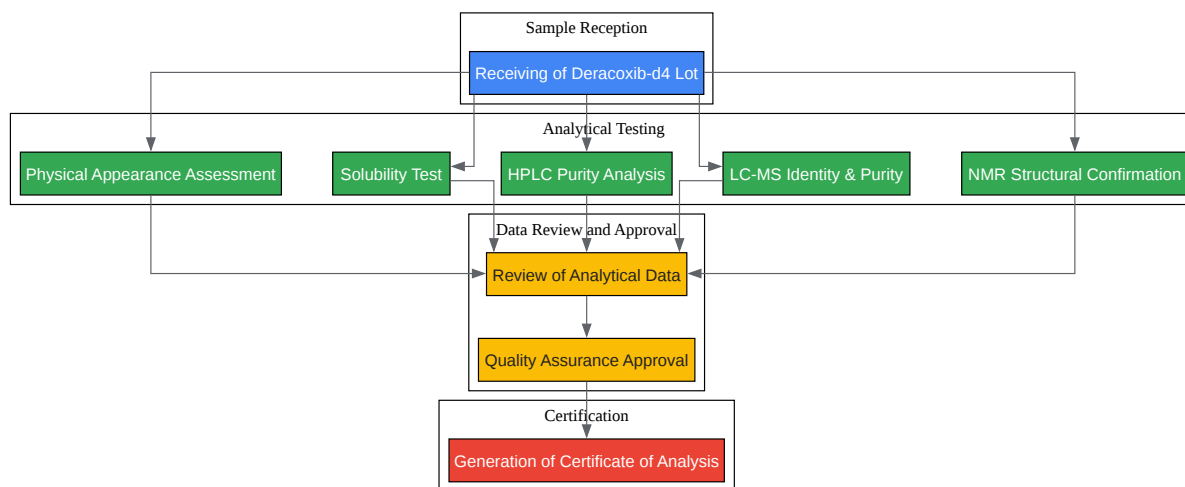 Sample Reception
Receiving of Deracoxib-d4 Lot
Analytical Testing
Physical Appearance Assessment
Solubility Test
HPLC Purity Analysis
LC-MS Identity & Purity
NMR Structural Confirmation
Data Review and Approval
Review of Analytical Data
Quality Assurance Approval
Certification
Generation of Certificate of Analysis